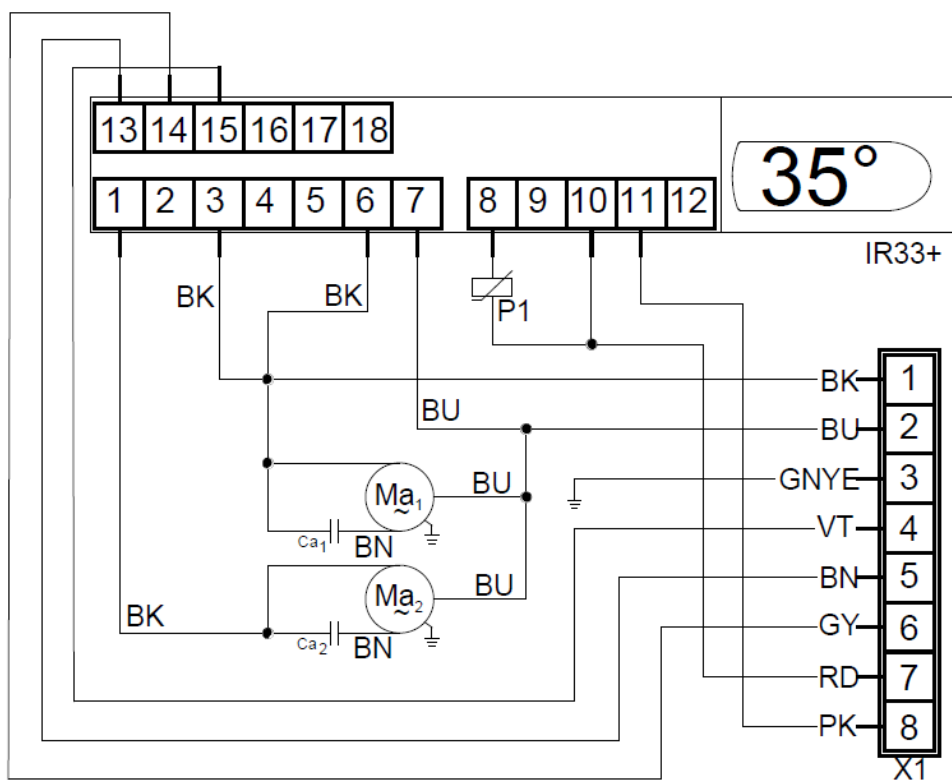 13 14 15 16 17 18
35°
1 2 3 4 5 6 7 8 9 10 11 12
IR33+
BK BK P1
BK 1
BU BU 2
GNYE 3
Ma1 BU
Ca1 BN
VT 4
BN 5
Ma2 BU
BK GY 6
Ca2 BN
RD 7
PK 8
X1